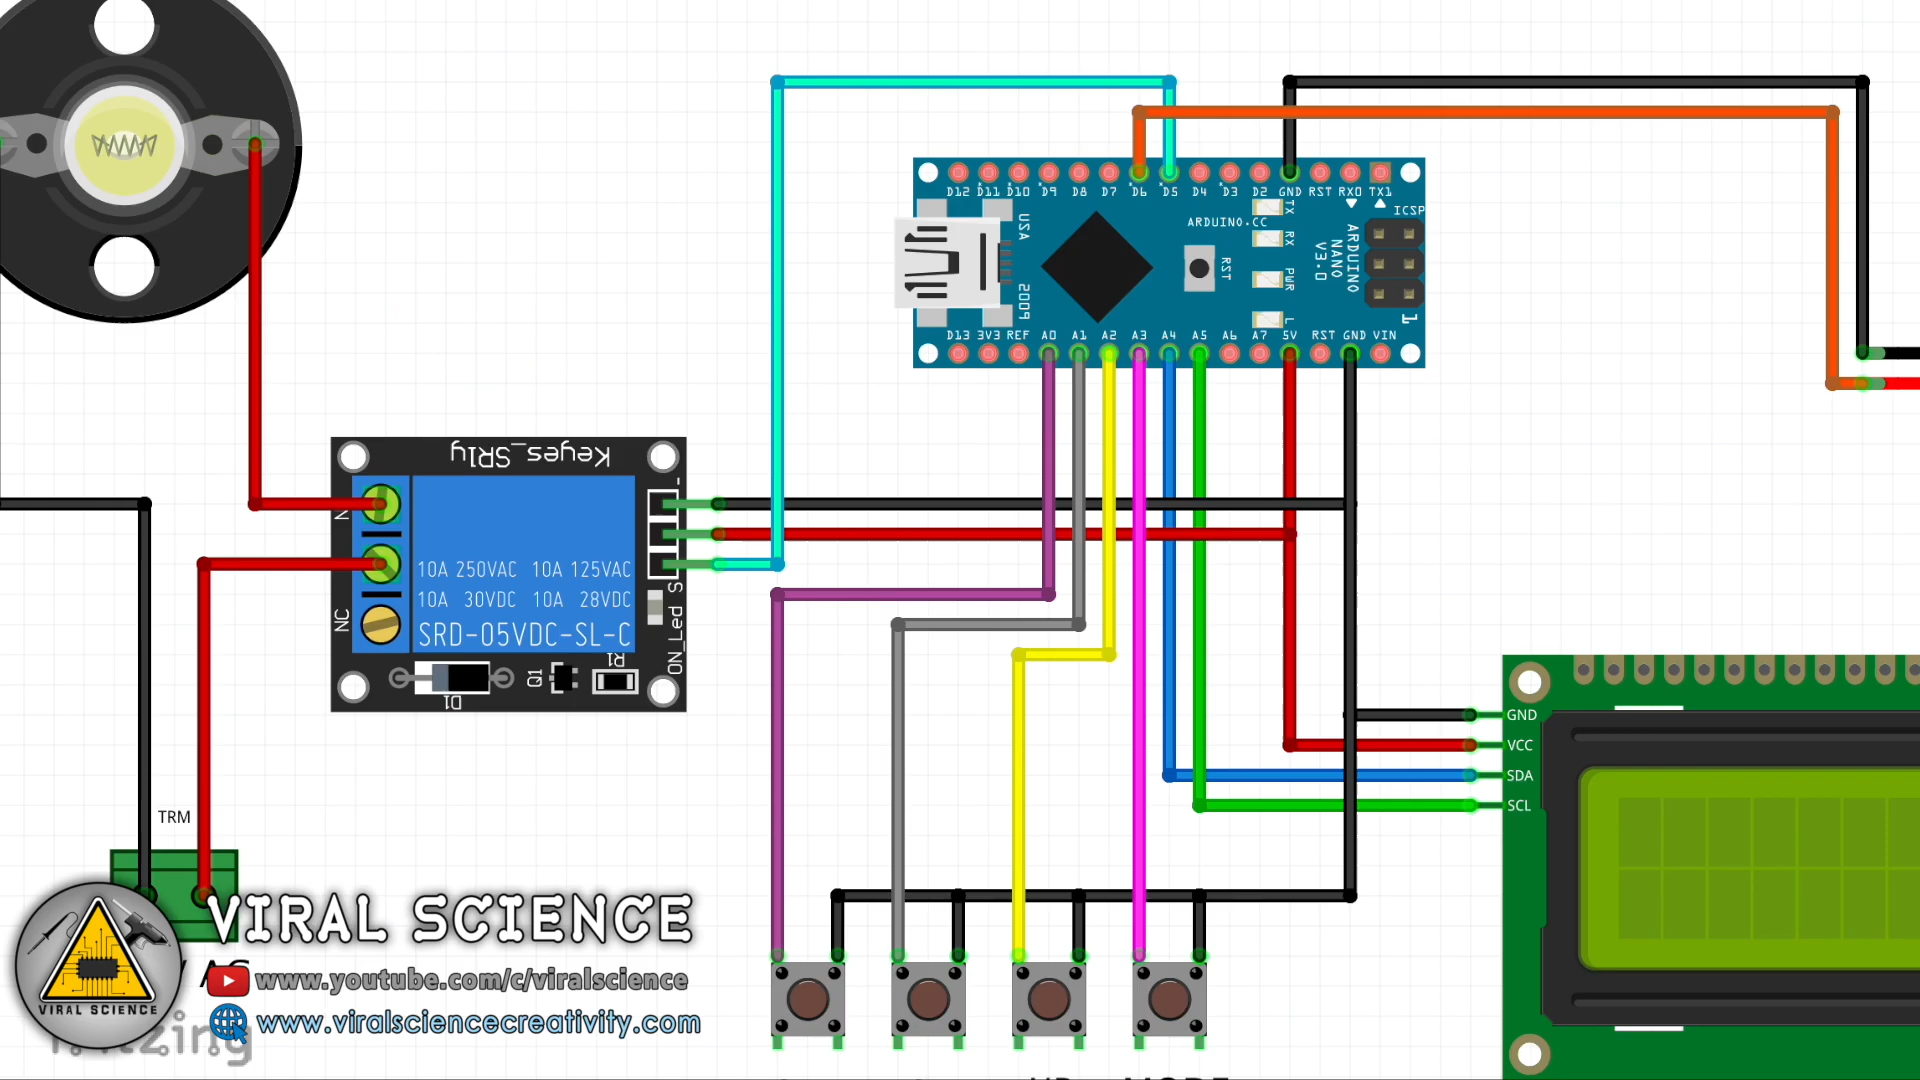 D12 D11 D10 D9 D8 D7 D6 D5 D4 D3 D2 GND RST RX0 TX1
ICSP
TX
ARDUINO.CC
RX
USA
ARDUINO
NANO
V3.0
RST
PWR
2009
L
1
D13 3V3 REF A0 A1 A2 A3 A4 A5 A6 A7 5V RST GND VIN
Keyes_SR1y
-
N
10A 250VAC 10A 125VAC
10A 30VDC 10A 28VDC
SRD-05VDC-SL-C
S
NC
ON_Led
R1
Q1
D1
GND
VCC
SDA
SCL
TRM
VIRAL SCIENCE
www.youtube.com/c/viralscience
www.viralsciencecreativity.com
VIRAL SCIENCE
MODE